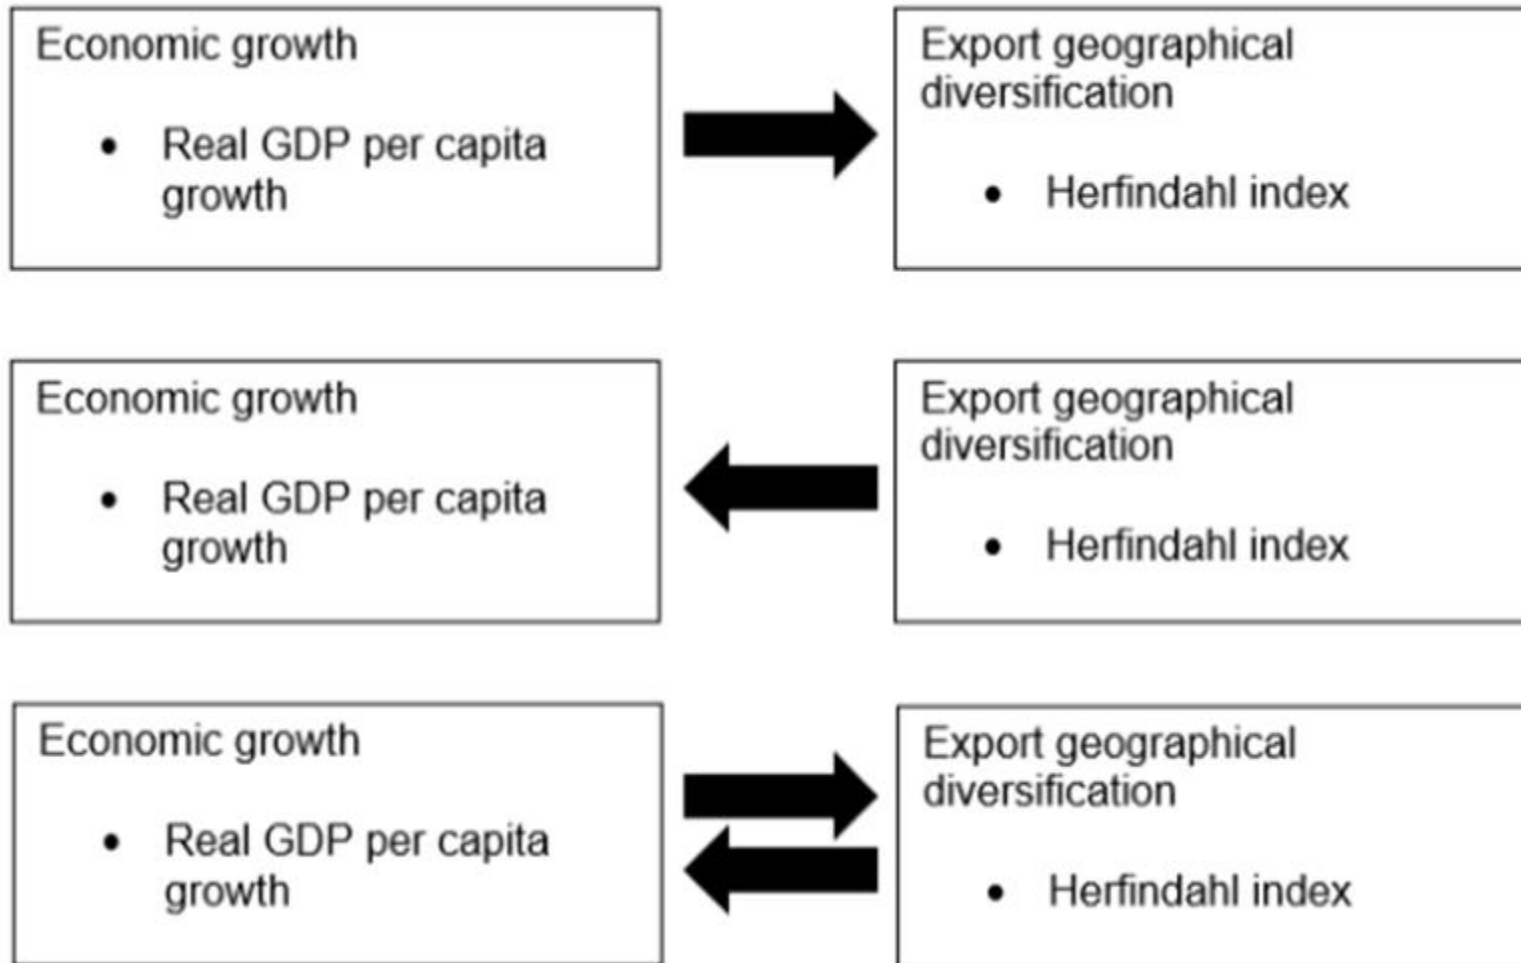 Economic growth
• Real GDP per capita
growth
Export geographical
diversification
• Herfindahl index
Economic growth
• Real GDP per capita
growth
Export geographical
diversification
• Herfindahl index
Economic growth
• Real GDP per capita
growth
Export geographical
diversification
• Herfindahl index